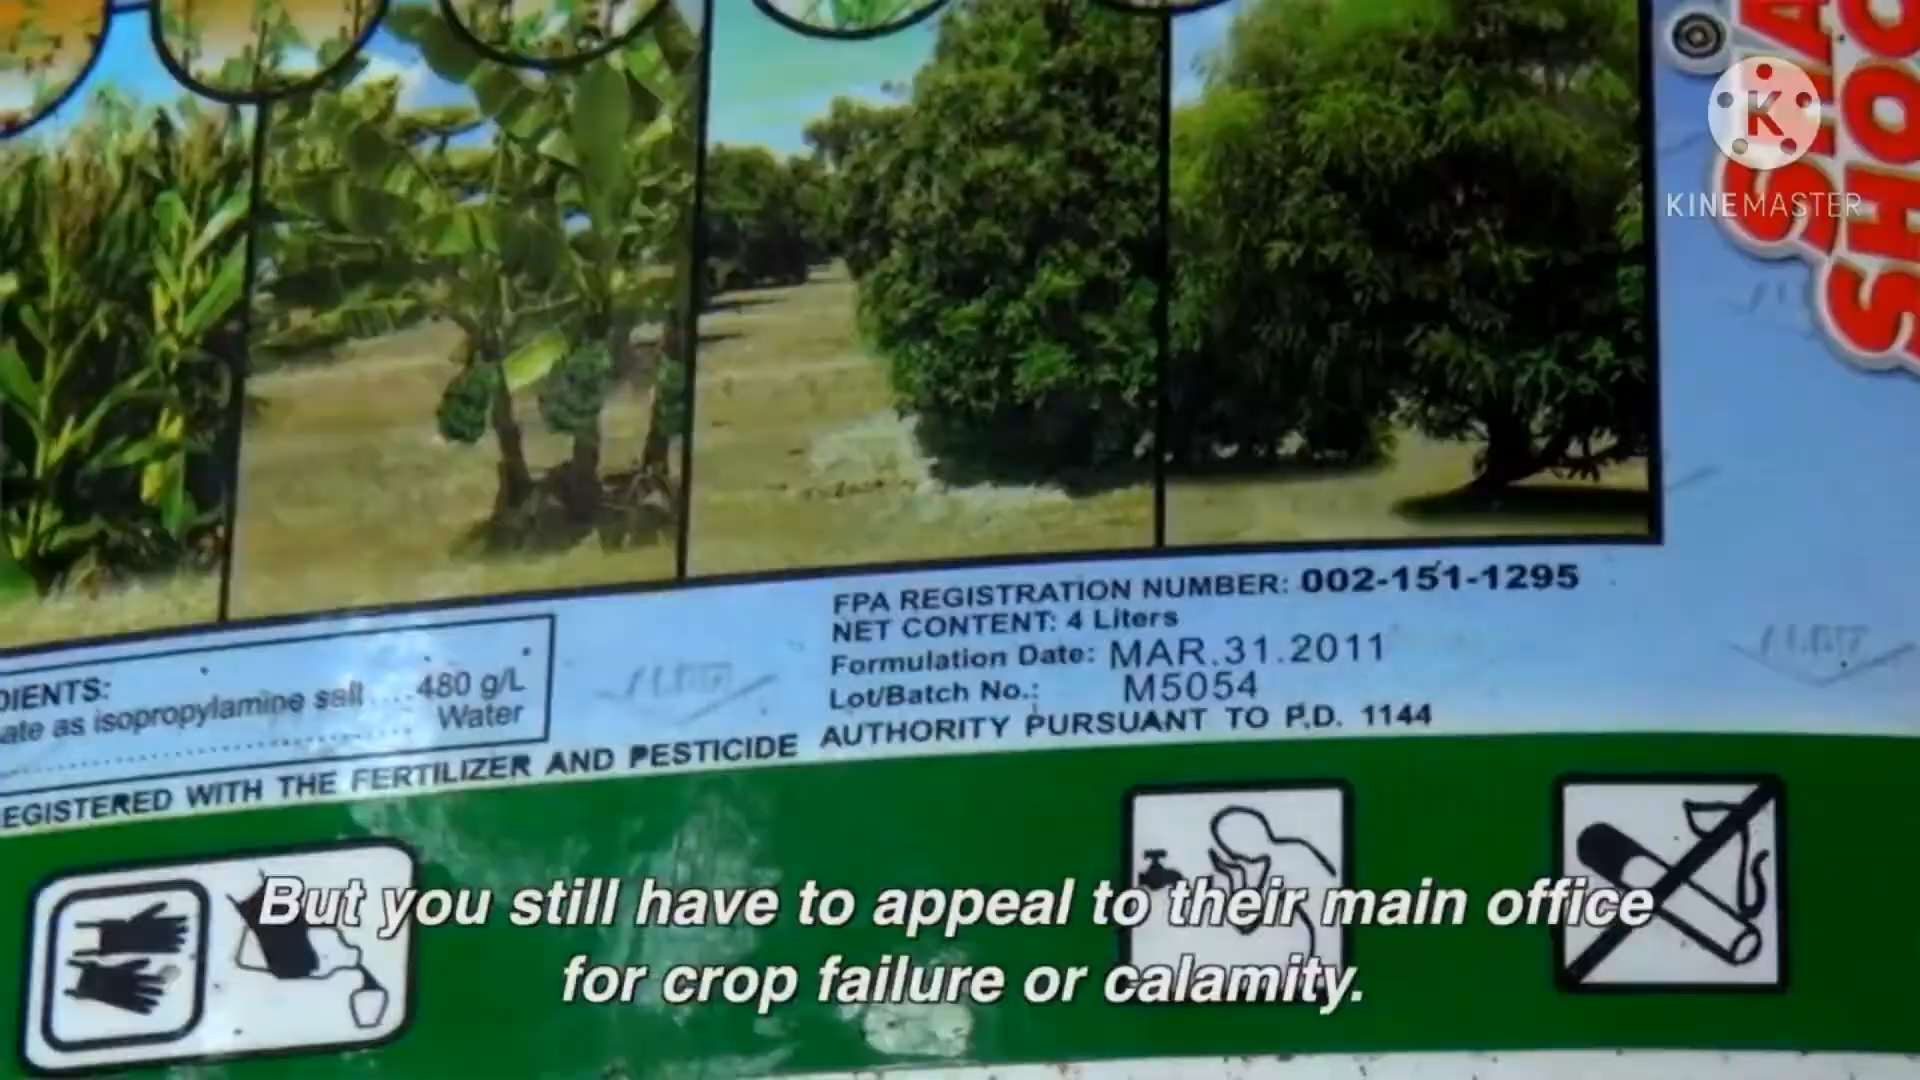 K
KINEMASTER
FPA REGISTRATION NUMBER: 002-151-1295
NET CONTENT: 4 Liters
Formulation Date: MAR.31.2011
Lot/Batch No.: M5054
DIENTS:
ate as isopropylamine salt ....480 g/L
Water
EGISTERED WITH THE FERTILIZER AND PESTICIDE AUTHORITY PURSUANT TO P.D. 1144
But you still have to appeal to their main office
for crop failure or calamity.